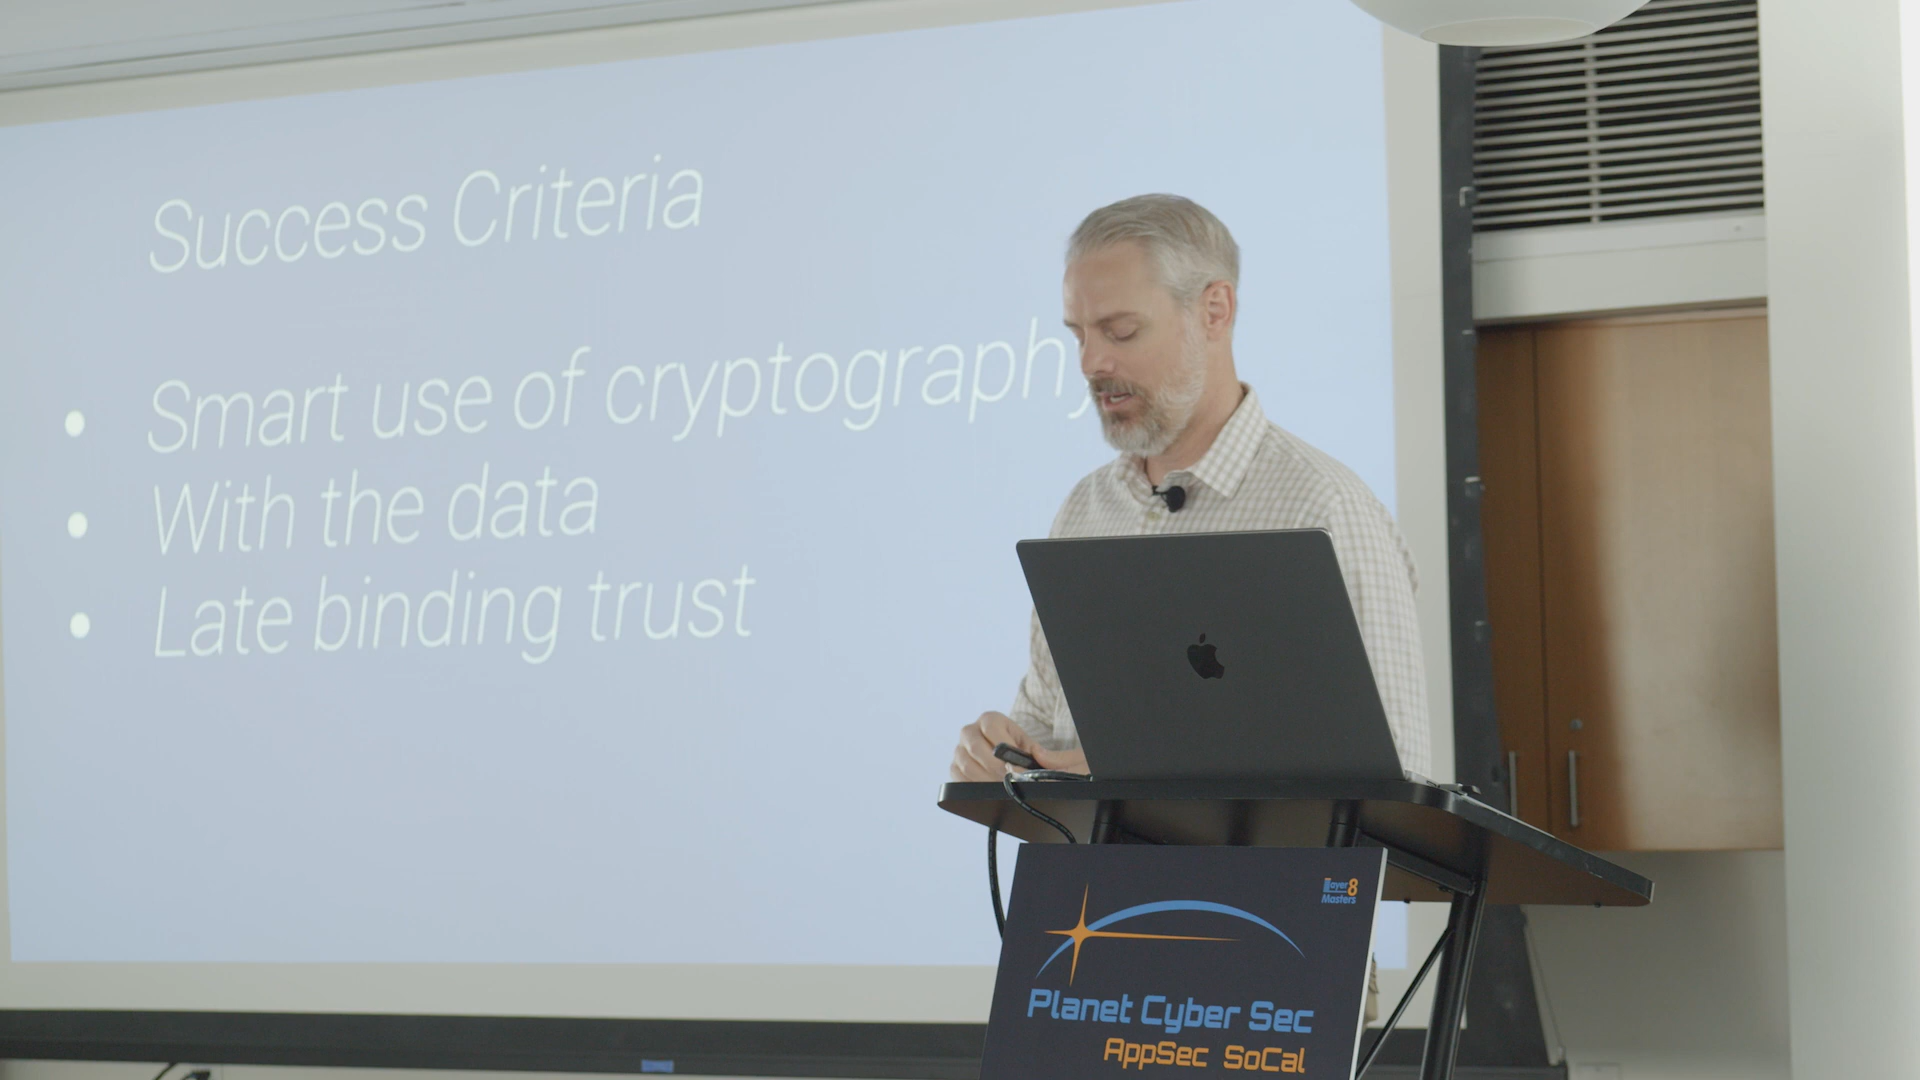 Success Criteria
Smart use of cryptography
With the data
Late binding trust
Layer 8
Masters
Planet Cyber Sec
AppSec SoCal